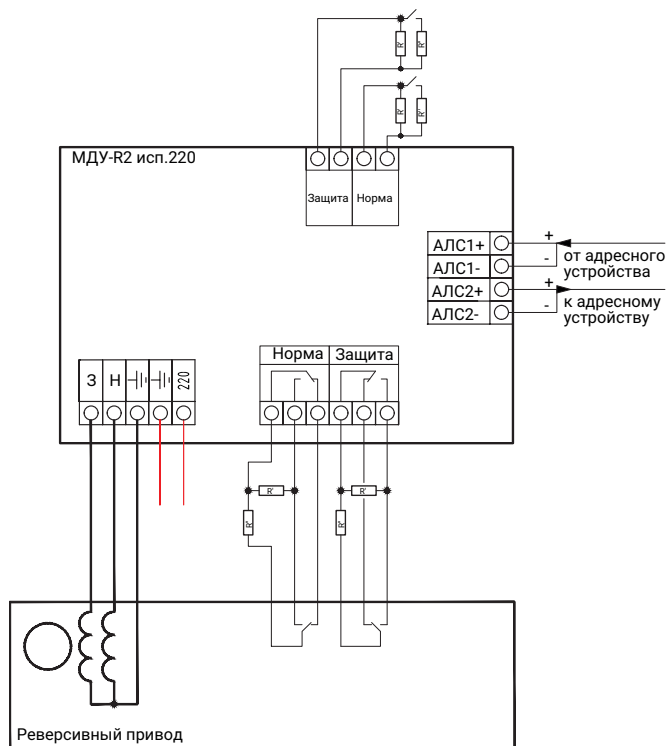 R' R'
R' R'
МДУ-R2 исп.220
Защита Норма
АЛС1+
АЛС1-
АЛС2+
АЛС2-
+
-
от адресного
устройства
+
-
к адресному
устройству
З Н 220
Норма Защита
R' R'
R' R'
Реверсивный привод